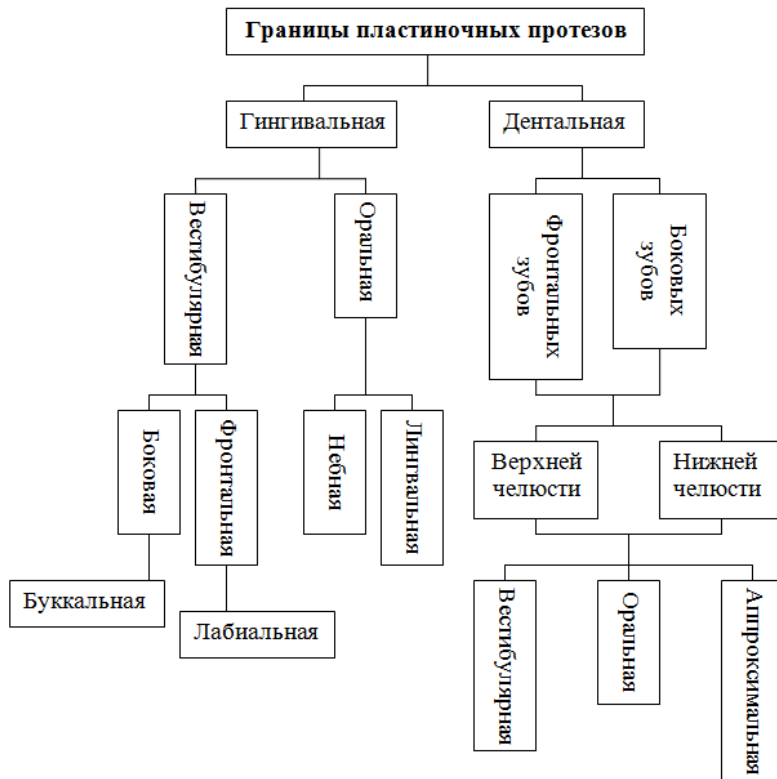 Границы пластиночных протезов
Гингивальная
Дентальная
Вестибулярная
Оральная
Фронтальных
зубов
Боковых
зубов
Боковая
Фронтальная
Небная
Лингвальная
Верхней
челюсти
Нижней
челюсти
Буккальная
Лабиальная
Вестибулярная
Оральная
Аппроксимальная